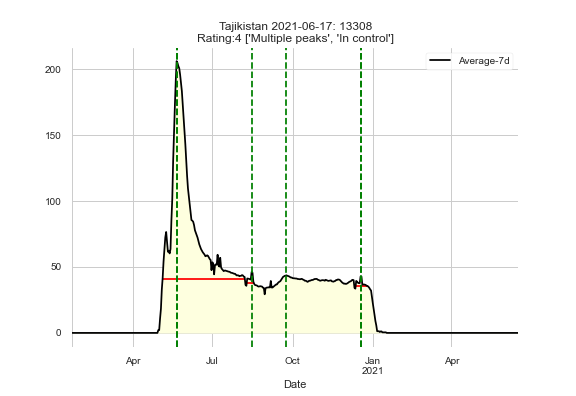 Tajikistan 2021-06-17: 13308
Rating:4 ['Multiple peaks', 'In control']
Average-7d
200
150
100
50
0
Apr Jul Oct Jan Apr
2021
Date